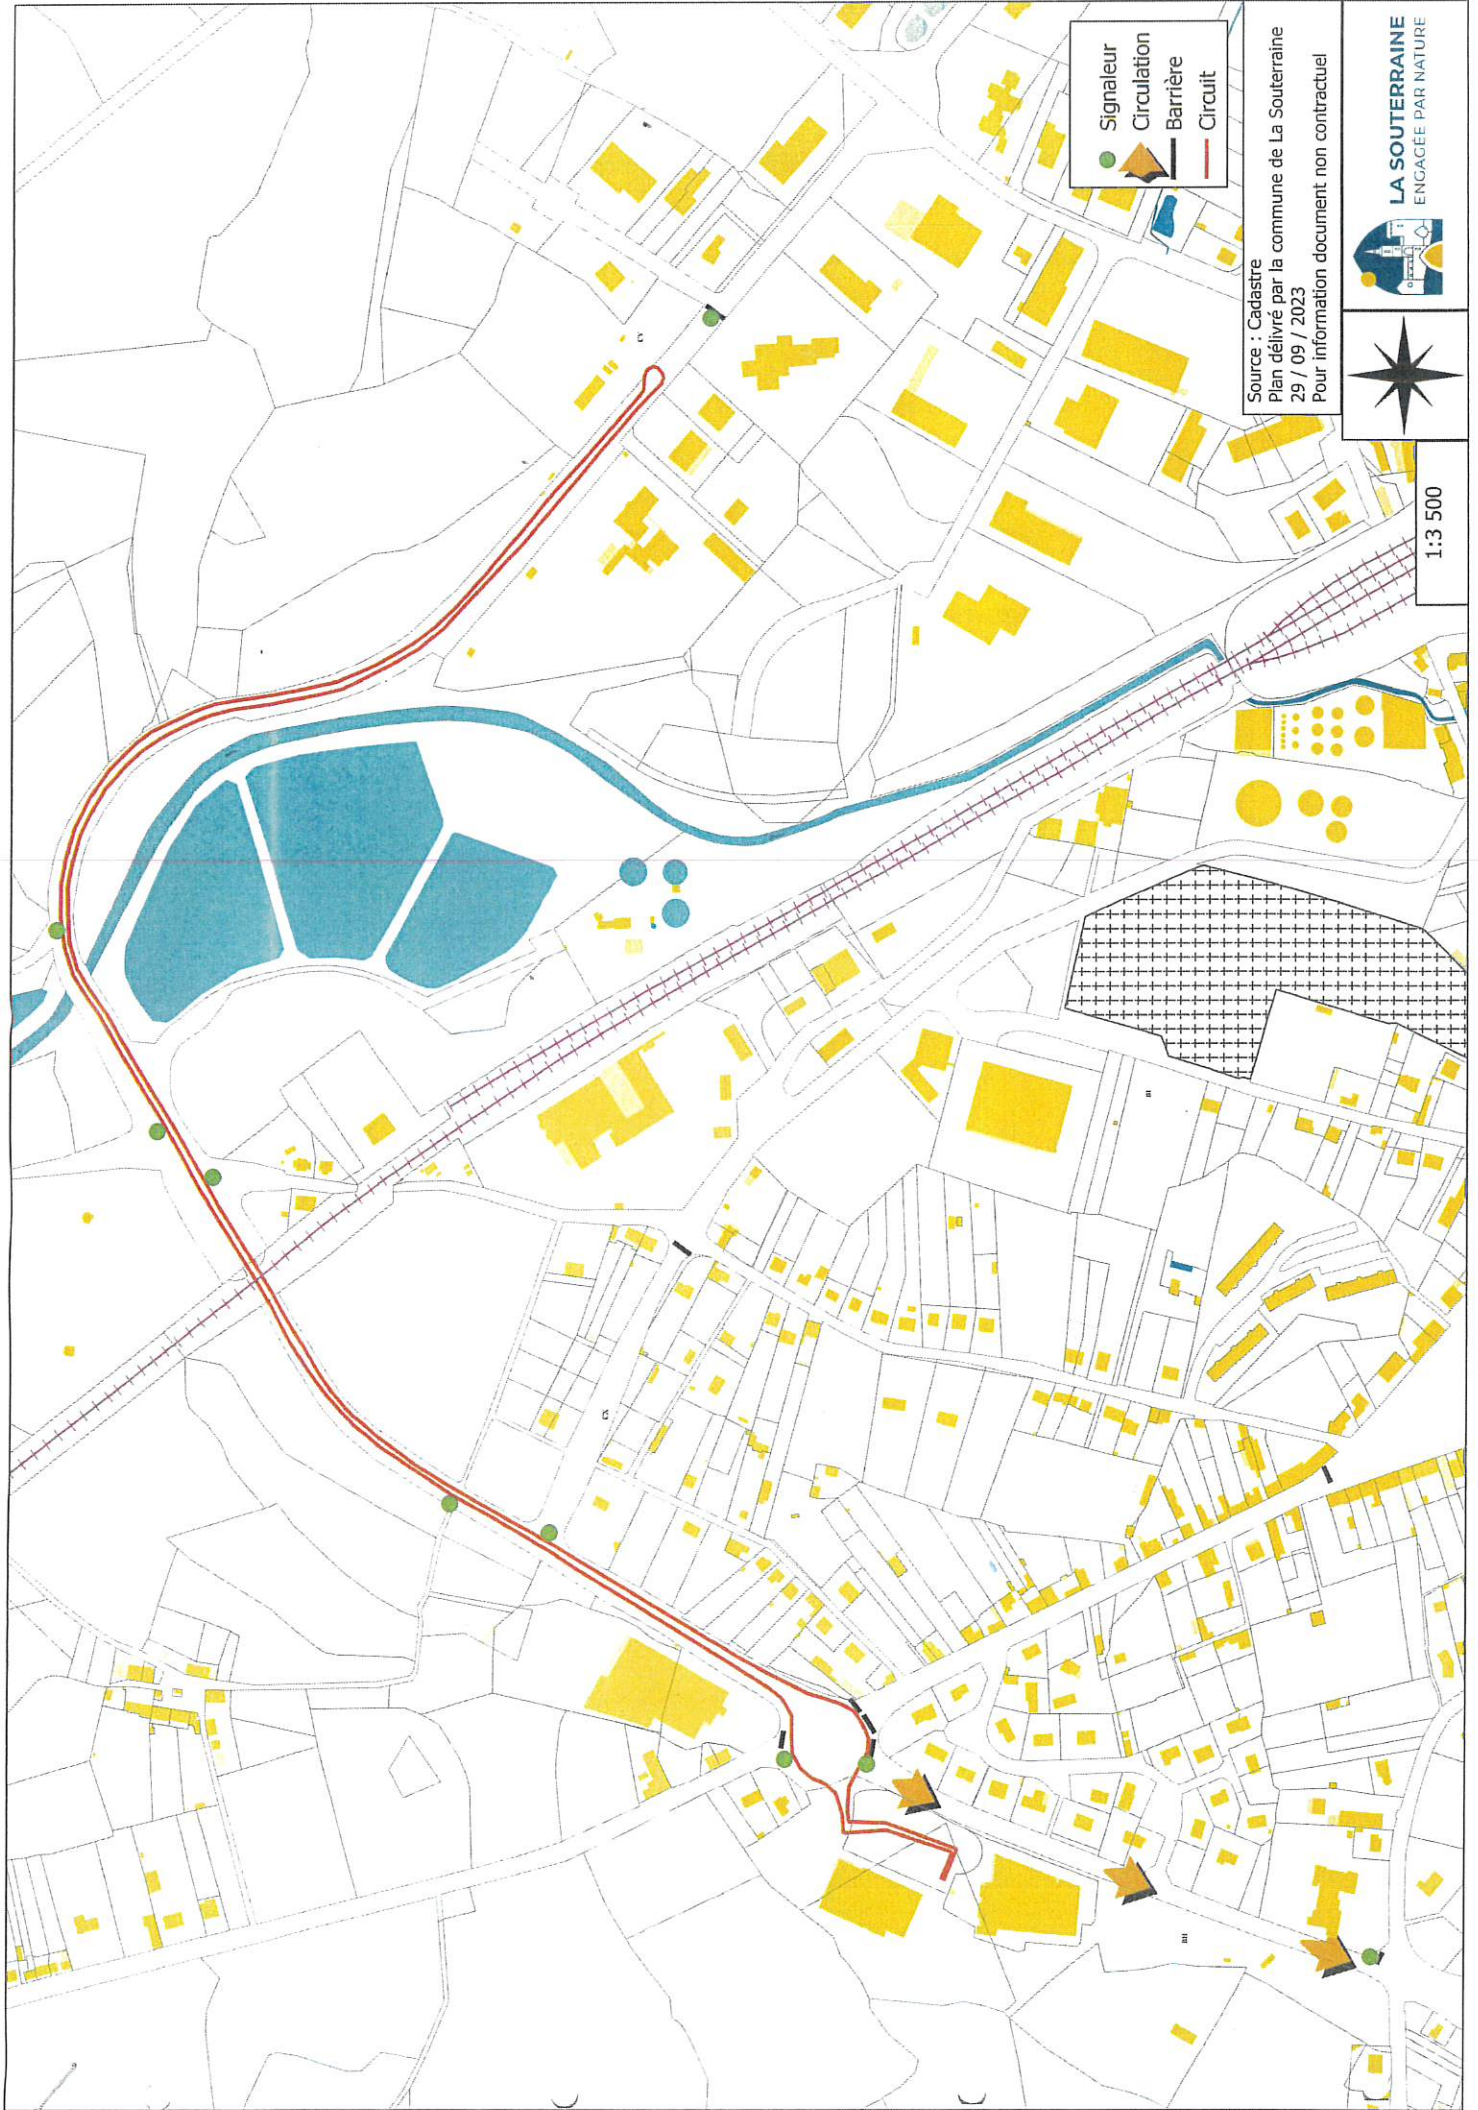 Signaleur
Circulation
Barrière
Circuit
Source : Cadastre
Plan délivré par la commune de La Souterraine
29 / 09 / 2023
Pour information document non contractuel
LA SOUTERRAINE
ENGAGÉE PAR NATURE
1:3 500